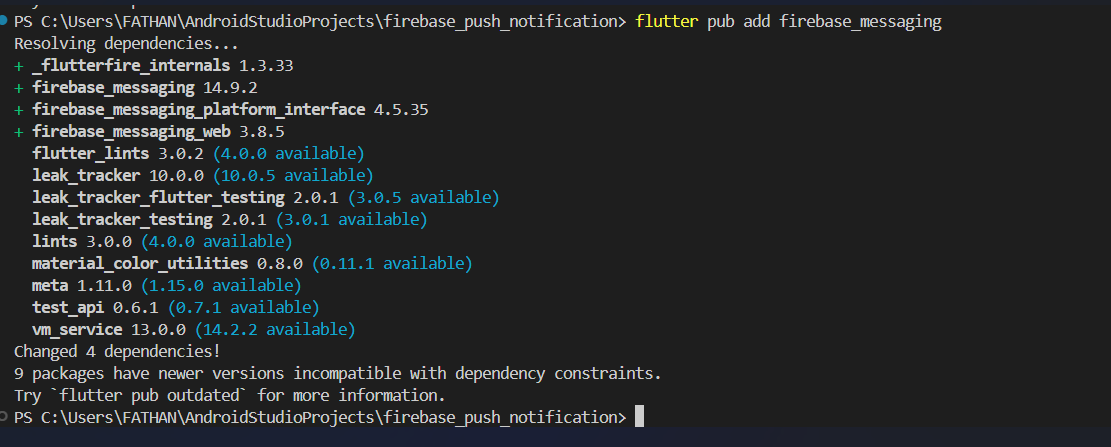 PS C:\Users\FATHAN\AndroidStudioProjects\firebase_push_notification> flutter pub add firebase_messaging
Resolving dependencies...
+ _flutterfire_internals 1.3.33
+ firebase_messaging 14.9.2
+ firebase_messaging_platform_interface 4.5.35
+ firebase_messaging_web 3.8.5
  flutter_lints 3.0.2 (4.0.0 available)
  leak_tracker 10.0.0 (10.0.5 available)
  leak_tracker_flutter_testing 2.0.1 (3.0.5 available)
  leak_tracker_testing 2.0.1 (3.0.1 available)
  lints 3.0.0 (4.0.0 available)
  material_color_utilities 0.8.0 (0.11.1 available)
  meta 1.11.0 (1.15.0 available)
  test_api 0.6.1 (0.7.1 available)
  vm_service 13.0.0 (14.2.2 available)
Changed 4 dependencies!
9 packages have newer versions incompatible with dependency constraints.
Try `flutter pub outdated` for more information.
PS C:\Users\FATHAN\AndroidStudioProjects\firebase_push_notification>